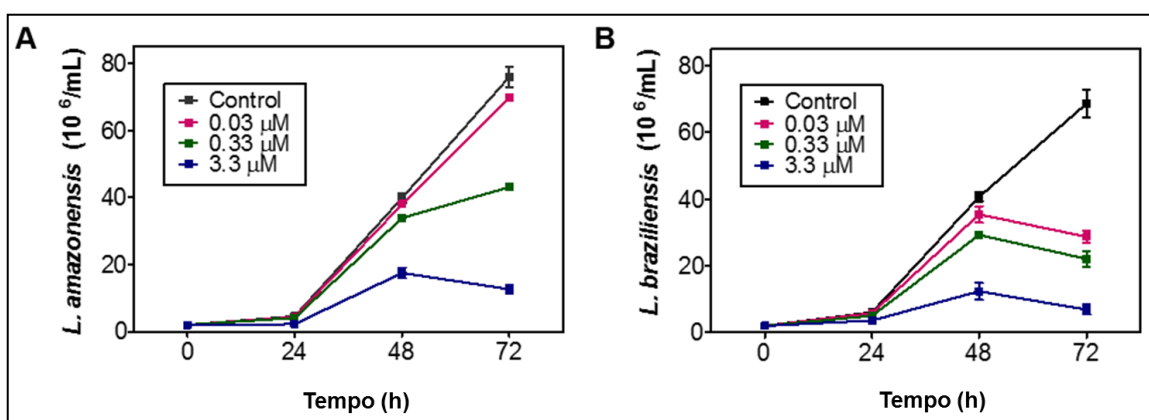 A
L. amazonensis (10 6/mL)
80
60
40
20
0
Control
0.03 µM
0.33 µM
3.3 µM
0 24 48 72
Tempo (h)
B
L. braziliensis (10 6/mL)
80
60
40
20
0
Control
0.03 µM
0.33 µM
3.3 µM
0 24 48 72
Tempo (h)